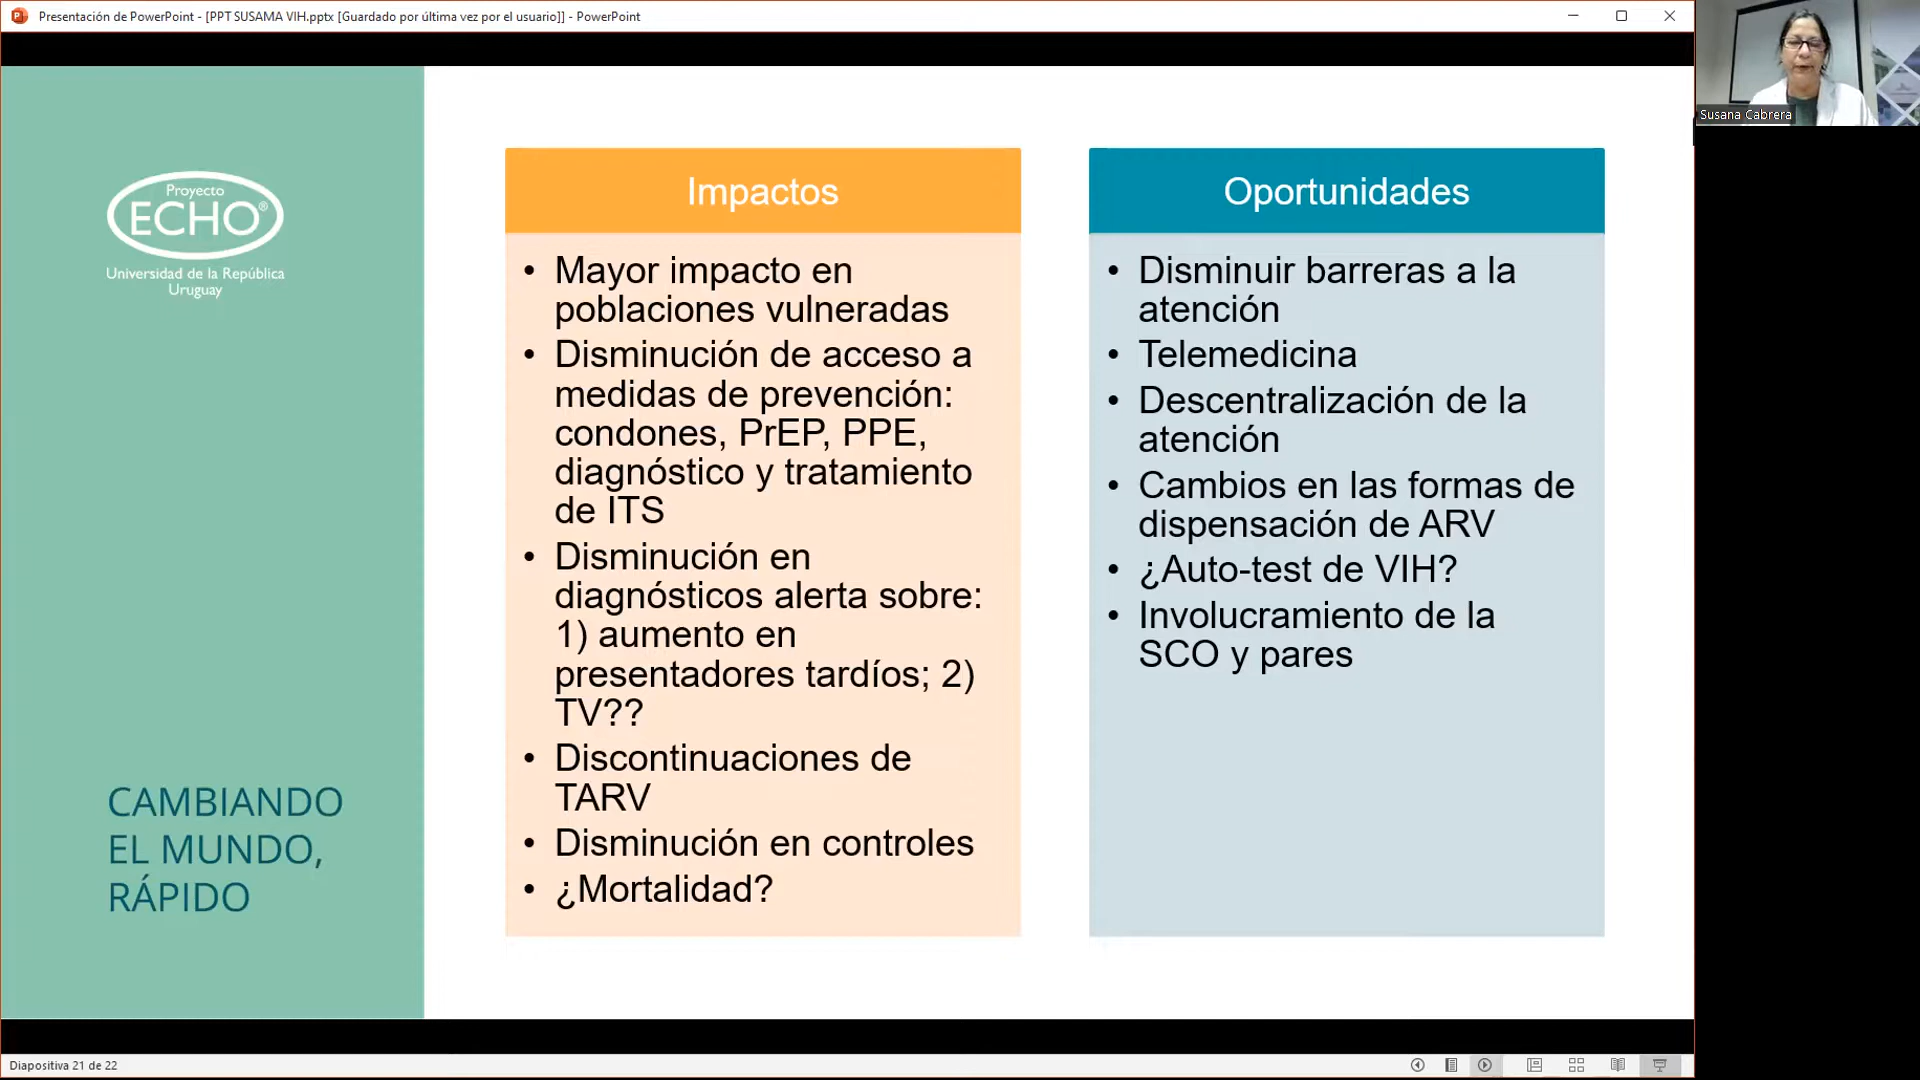 Presentación de PowerPoint - [PPT SUSAMA VIH.pptx [Guardado por última vez por el usuario]] - PowerPoint
Susana Cabrera
Proyecto
ECHO®
Universidad de la República
Uruguay
CAMBIANDO
EL MUNDO,
RÁPIDO
Impactos
• Mayor impacto en
poblaciones vulneradas
• Disminución de acceso a
medidas de prevención:
condones, PrEP, PPE,
diagnóstico y tratamiento
de ITS
• Disminución en
diagnósticos alerta sobre:
1) aumento en
presentadores tardíos; 2)
TV??
• Discontinuaciones de
TARV
• Disminución en controles
• ¿Mortalidad?
Oportunidades
• Disminuir barreras a la
atención
• Telemedicina
• Descentralización de la
atención
• Cambios en las formas de
dispensación de ARV
• ¿Auto-test de VIH?
• Involucramiento de la
SCO y pares
Diapositiva 21 de 22